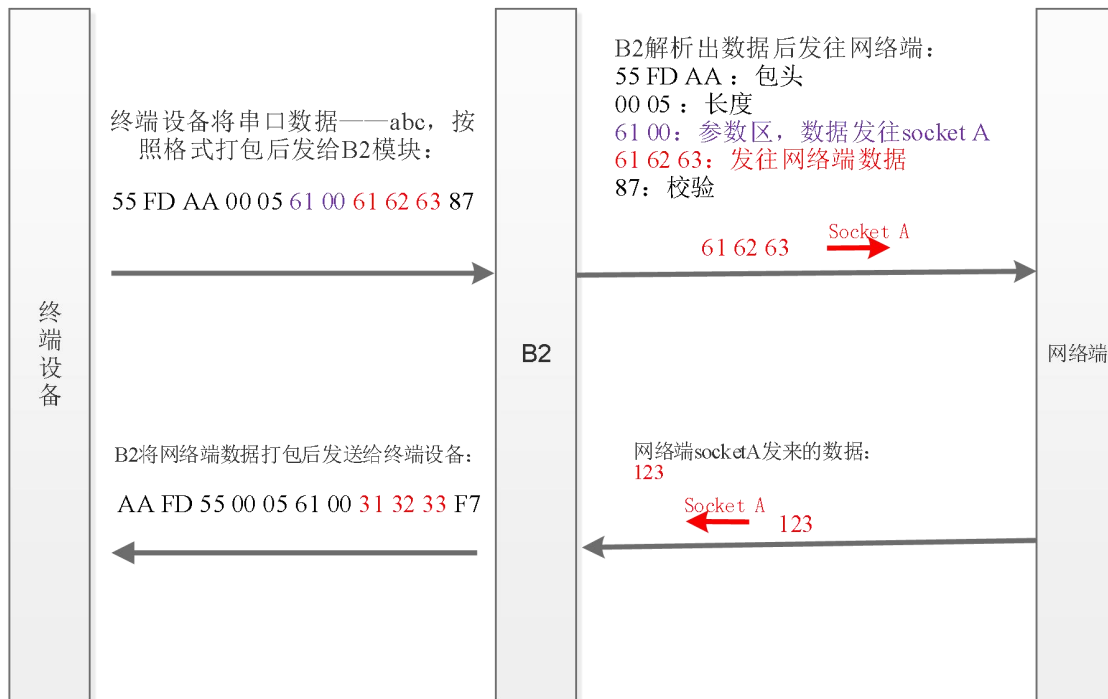 终端设备
终端设备将串口数据——abc，按
照格式打包后发给B2模块：
55 FD AA 00 05 61 00 61 62 63 87
B2将网络端数据打包后发送给终端设备：
AA FD 55 00 05 61 00 31 32 33 F7
B2
B2解析出数据后发往网络端：
55 FD AA：包头
00 05：长度
61 00：参数区，数据发往socket A
61 62 63：发往网络端数据
87：校验
Socket A
61 62 63
网络端socketA发来的数据：
123
Socket A
123
网络端